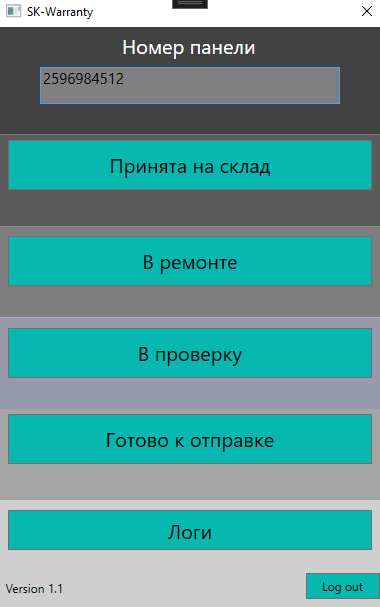 SK-Warranty
Номер панели
2596984512
Принята на склад
В ремонте
В проверку
Готово к отправке
Логи
Version 1.1
Log out